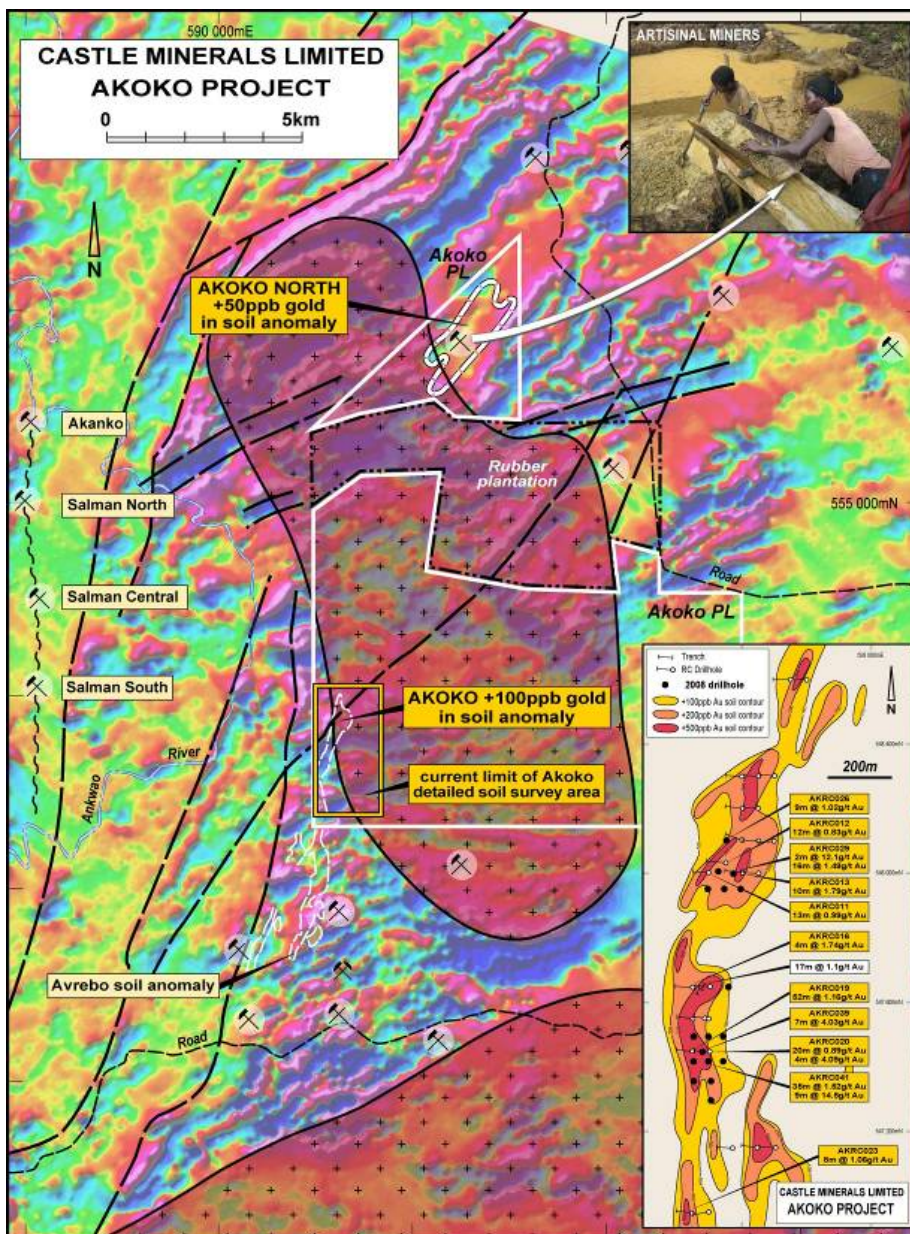 590 000mE
CASTLE MINERALS LIMITED
AKOKO PROJECT
0 5km
ARTISINAL MINERS
N
Akoko
PL
AKOKO NORTH
+50ppb gold
in soil anomaly
Akanko
Rubber
plantation
Salman North
555 000mN
Salman Central
Road
Akoko PL
Salman South
AKOKO +100ppb gold
in soil anomaly
River
Ankwao
current limit of Akoko
detailed soil survey area
Avrebo soil anomaly
Road
Trench
RC Drillhole
2008 drillhole
+100ppb Au soil contour
+200ppb Au soil contour
+500ppb Au soil contour
N
200m
AKRC026
9m @ 1.02g/t Au
AKRC012
12m @ 0.83g/t Au
AKRC029
2m @ 12.1g/t Au
16m @ 1.49g/t Au
AKRC013
10m @ 1.79g/t Au
AKRC011
13m @ 0.99g/t Au
AKRC016
4m @ 1.74g/t Au
17m @ 1.1g/t Au
AKRC019
52m @ 1.16g/t Au
AKRC039
7m @ 4.03g/t Au
AKRC020
20m @ 0.89g/t Au
4m @ 4.09g/t Au
AKRC041
9m @ 14.5g/t Au
AKRC023
8m @ 1.06g/t Au
CASTLE MINERALS LIMITED
AKOKO PROJECT